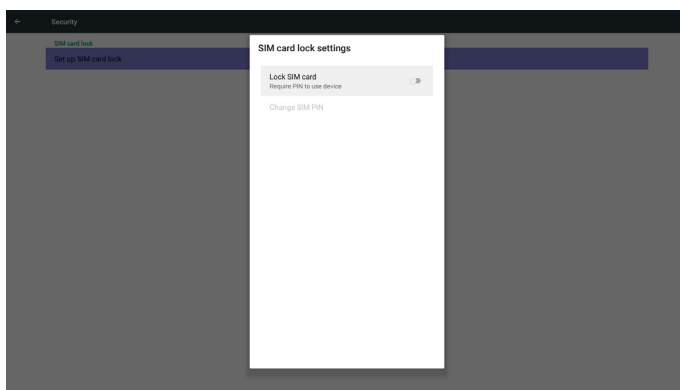 Security
SIM card lock
Set up SIM card lock
SIM card lock settings
Lock SIM card
Require PIN to use device
Change SIM PIN